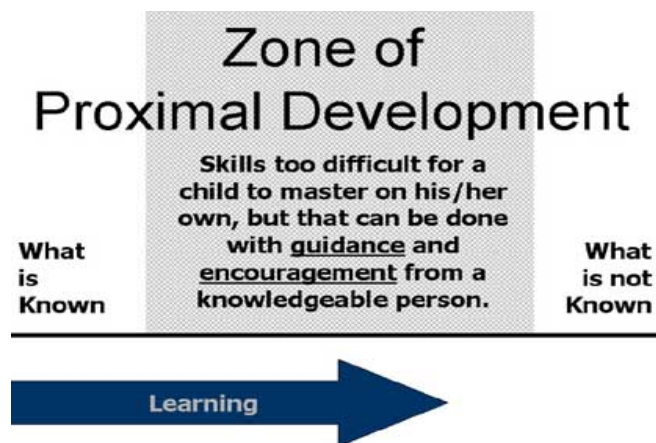 Zone of
Proximal Development
Skills too difficult for a
child to master on his/her
own, but that can be done
with guidance and
encouragement from a
knowledgeable person.
What
is
Known
What
is not
Known
Learning